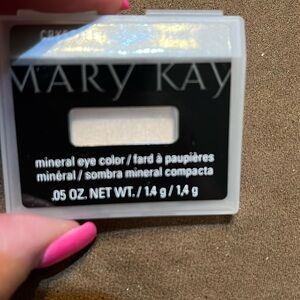 MARY KAY
mineral eye color / fard à paupières
minéral / sombra mineral compacta
.05 OZ. NET WT. / 1.4 g / 1,4 g